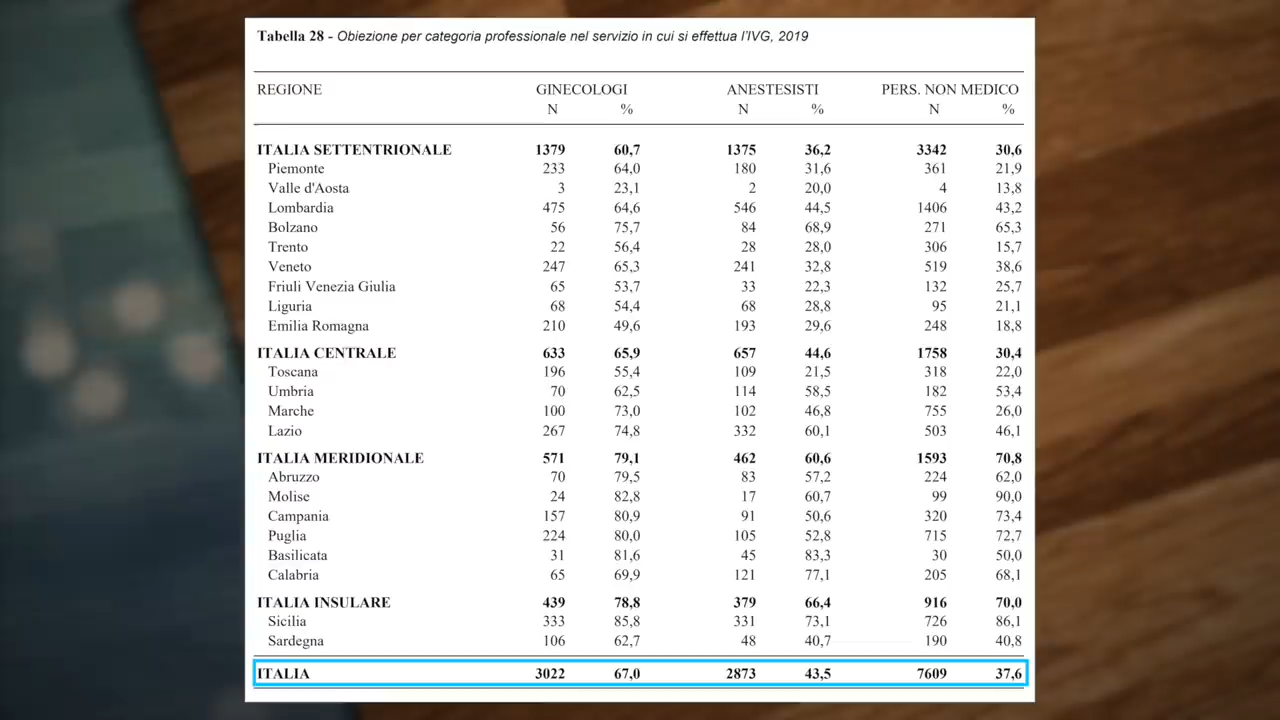 Tabella 28 - Obiezione per categoria professionale nel servizio in cui si effettua l'IVG, 2019
REGIONE GINECOLOGI ANESTESISTI PERS. NON MEDICO
N % N % N %
ITALIA SETTENTRIONALE 1379 60,7 1375 36,2 3342 30,6
Piemonte 233 64,0 180 31,6 361 21,9
Valle d'Aosta 3 23,1 2 20,0 4 13,8
Lombardia 475 64,6 546 44,5 1406 43,2
Bolzano 56 75,7 84 68,9 271 65,3
Trento 22 56,4 28 28,0 306 15,7
Veneto 247 65,3 241 32,8 519 38,6
Friuli Venezia Giulia 65 53,7 33 22,3 132 25,7
Liguria 68 54,4 68 28,8 95 21,1
Emilia Romagna 210 49,6 193 29,6 248 18,8
ITALIA CENTRALE 633 65,9 657 44,6 1758 30,4
Toscana 196 55,4 109 21,5 318 22,0
Umbria 70 62,5 114 58,5 182 53,4
Marche 100 73,0 102 46,8 755 26,0
Lazio 267 74,8 332 60,1 503 46,1
ITALIA MERIDIONALE 571 79,1 462 60,6 1593 70,8
Abruzzo 70 79,5 83 57,2 224 62,0
Molise 24 82,8 17 60,7 99 90,0
Campania 157 80,9 91 50,6 320 73,4
Puglia 224 80,0 105 52,8 715 72,7
Basilicata 31 81,6 45 83,3 30 50,0
Calabria 65 69,9 121 77,1 205 68,1
ITALIA INSULARE 439 78,8 379 66,4 916 70,0
Sicilia 333 85,8 331 73,1 726 86,1
Sardegna 106 62,7 48 40,7 190 40,8
ITALIA 3022 67,0 2873 43,5 7609 37,6